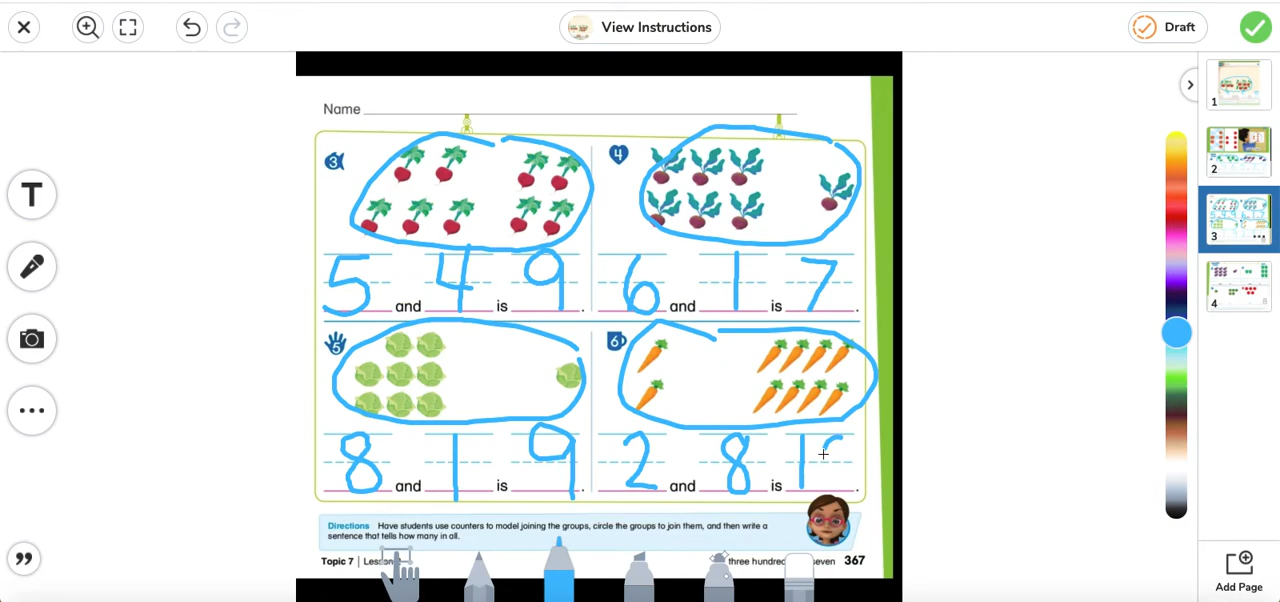 View Instructions
Draft
Name
3
4
5 and 4 is 9.
6 and 1 is 7.
5
6
8 and 1 is 9.
2 and 8 is 1
Directions Have students use counters to model joining the groups, circle the groups to join them, and then write a
sentence that tells how many in all.
Topic 7 | Lesson
three hundred
seven 367
T
1
2
3
4
Add Page